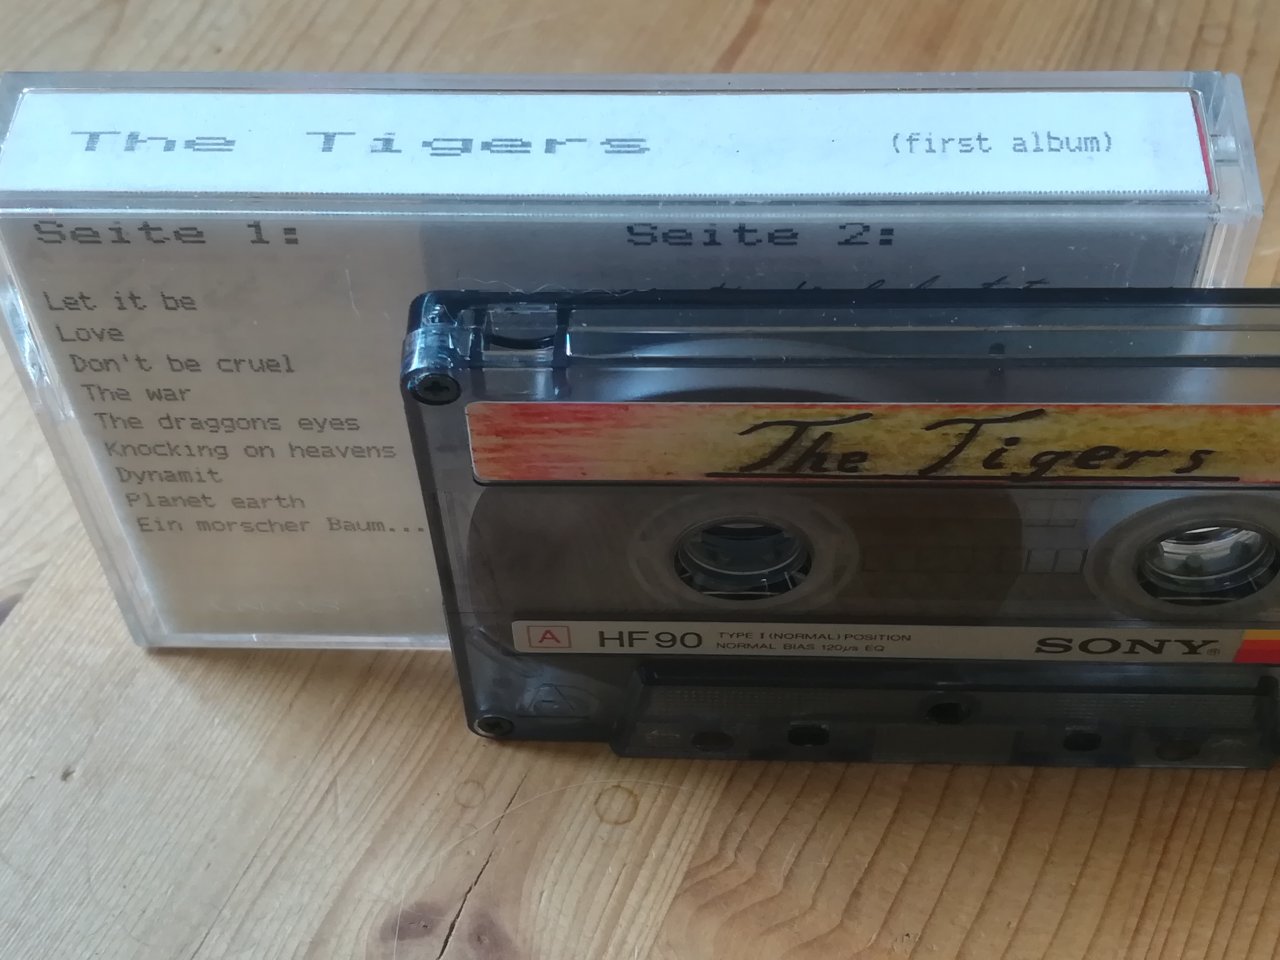 The Tigers (first album)
Seite 1: Seite 2:
Let it be
Love
Don't be cruel
The war
The draggons eyes
Knocking on heavens
Dynamit
Planet earth
Ein morscher Baum...
The Tigers
A HF90 TYPE I (NORMAL) POSITION
NORMAL BIAS 120μs EQ
SONY
A